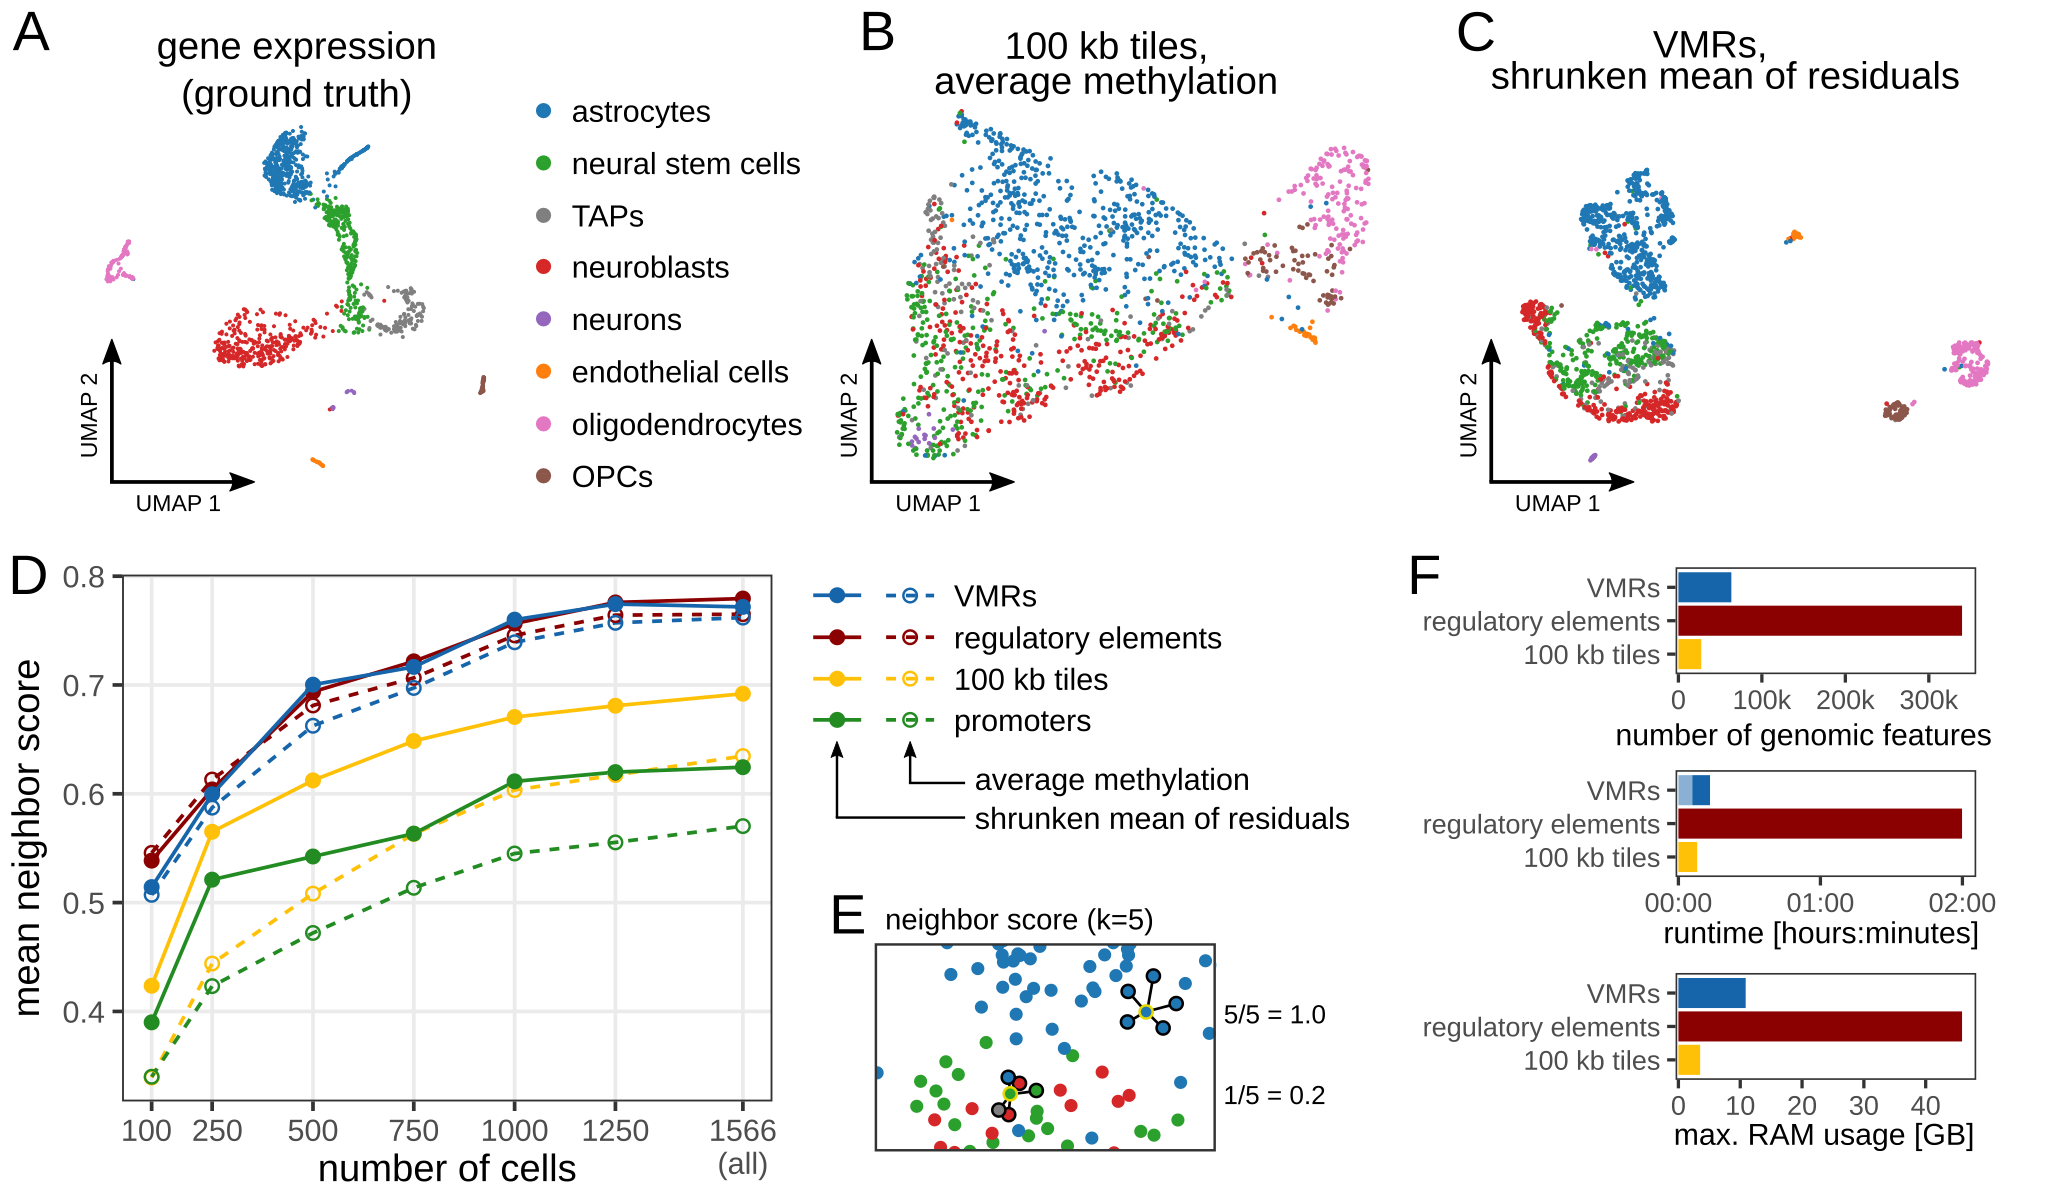 A
gene expression
(ground truth)
UMAP 2
UMAP 1
astrocytes
neural stem cells
TAPs
neuroblasts
neurons
endothelial cells
oligodendrocytes
OPCs
B
100 kb tiles,
average methylation
UMAP 2
UMAP 1
C
VMRs,
shrunken mean of residuals
UMAP 2
UMAP 1
D
mean neighbor score
0.8
0.7
0.6
0.5
0.4
100 250 500 750 1000 1250 1566
(all)
number of cells
VMRs
regulatory elements
100 kb tiles
promoters
average methylation
shrunken mean of residuals
E
neighbor score (k=5)
5/5 = 1.0
1/5 = 0.2
F
VMRs
regulatory elements
100 kb tiles
0 100k 200k 300k
number of genomic features
VMRs
regulatory elements
100 kb tiles
00:00 01:00 02:00
runtime [hours:minutes]
VMRs
regulatory elements
100 kb tiles
0 10 20 30 40
max. RAM usage [GB]